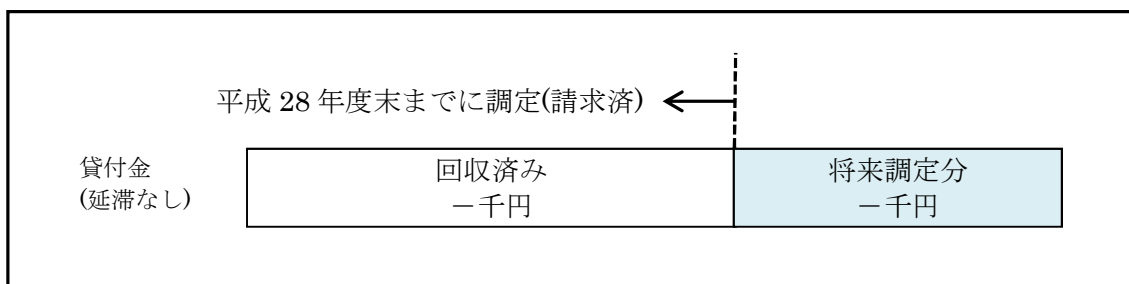 平成 28 年度末までに調定(請求済)
貸付金
(延滞なし)
回収済み
－千円
将来調定分
－千円